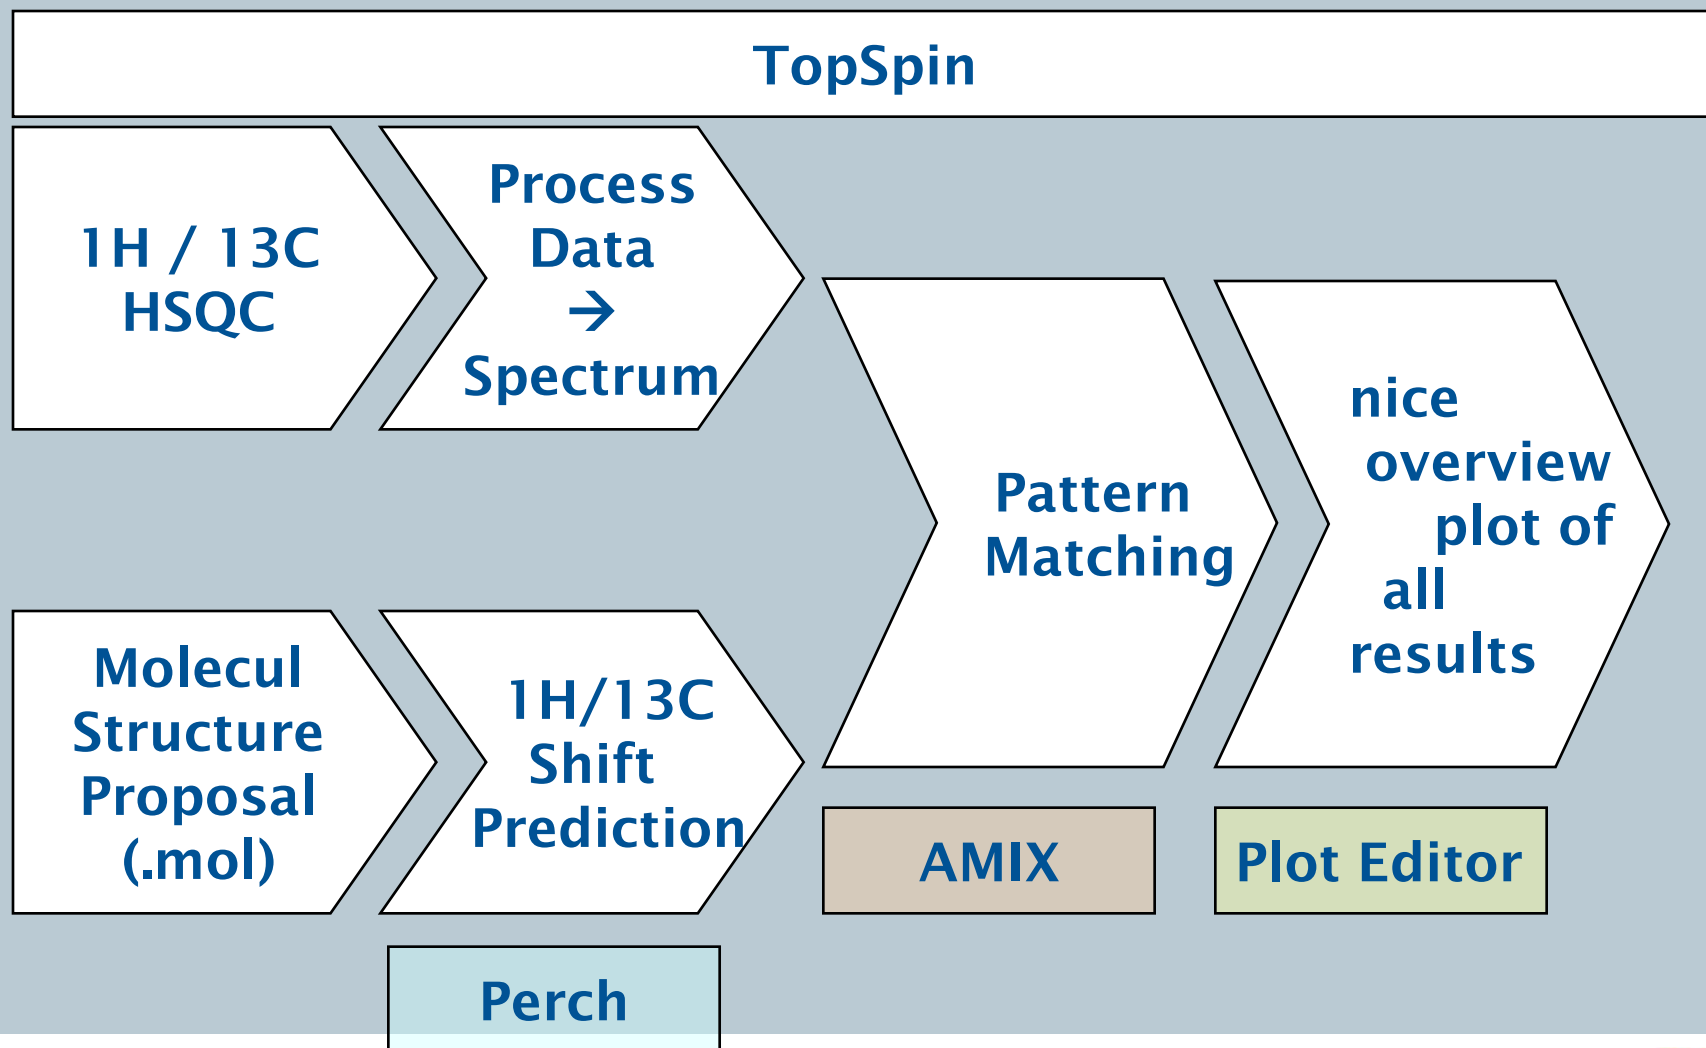 TopSpin
1H / 13C
HSQC
Process
Data
→
Spectrum
Molecul
Structure
Proposal
(.mol)
1H/13C
Shift
Prediction
Pattern
Matching
nice
overview
plot of
all
results
AMIX
Plot Editor
Perch